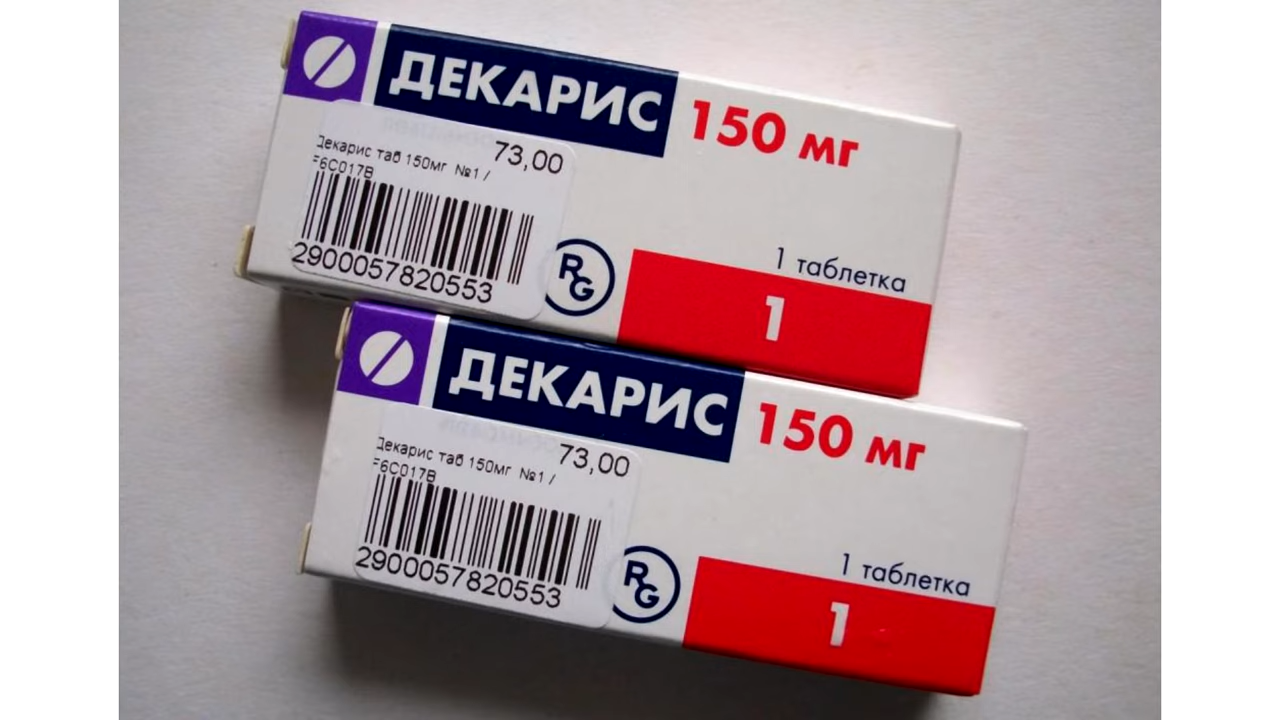 ДЕКАРИС 150 мг
Декарис таб 150мг №1 /
73,00
F6C017B
2900057820553
RG
1 таблетка
1
ДЕКАРИС 150 мг
Декарис таб 150мг №1 /
73,00
F6C017B
2900057820553
RG
1 таблетка
1